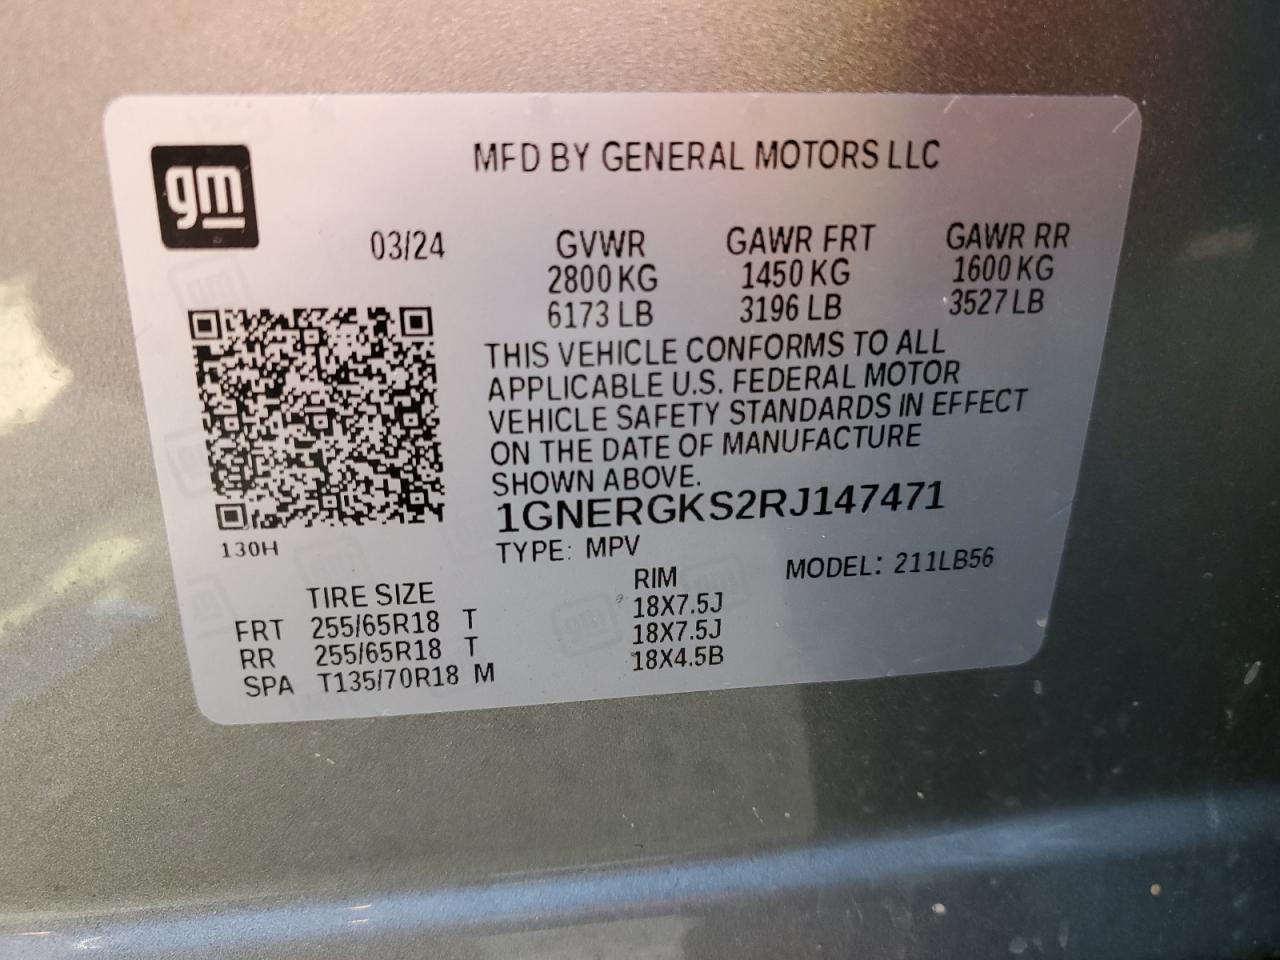 gm
MFD BY GENERAL MOTORS LLC
03/24 GVWR GAWR FRT GAWR RR
2800 KG 1450 KG 1600 KG
6173 LB 3196 LB 3527 LB
THIS VEHICLE CONFORMS TO ALL
APPLICABLE U.S. FEDERAL MOTOR
VEHICLE SAFETY STANDARDS IN EFFECT
ON THE DATE OF MANUFACTURE
SHOWN ABOVE.
1GNERGKS2RJ147471
130H
TYPE: MPV MODEL: 211LB56
TIRE SIZE RIM
FRT 255/65R18 T 18X7.5J
RR 255/65R18 T 18X7.5J
SPA T135/70R18 M 18X4.5B